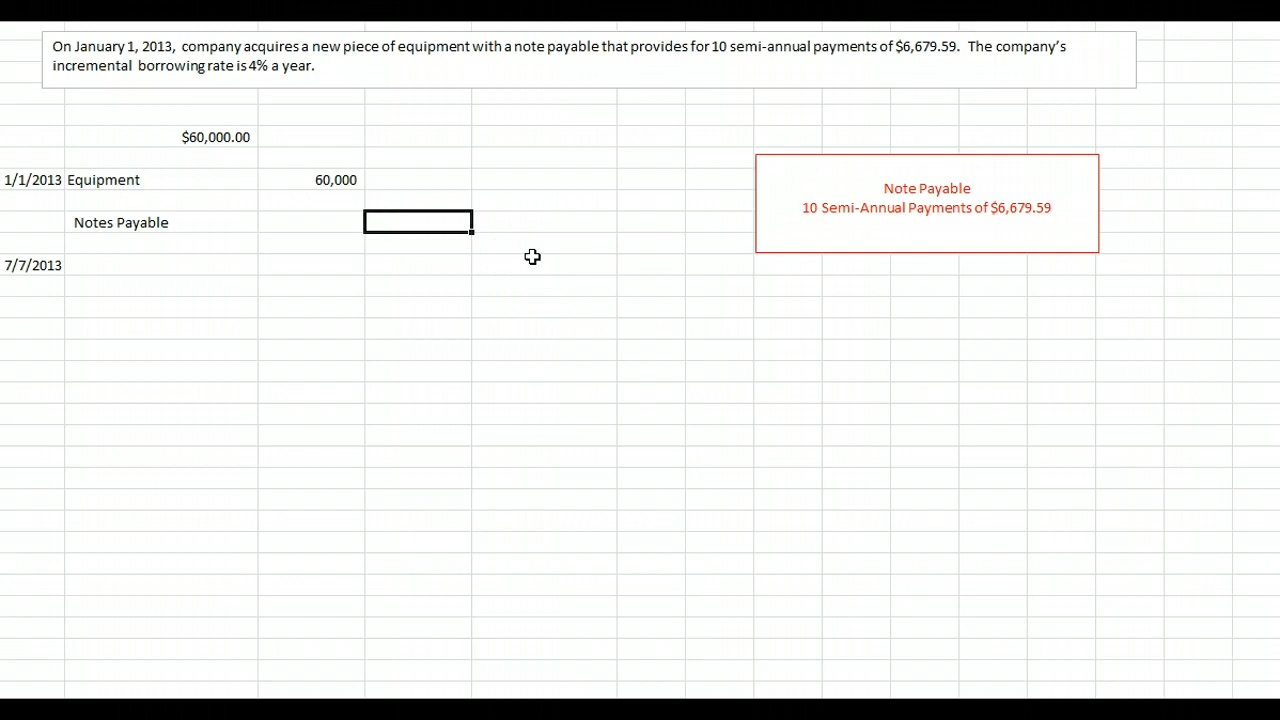 On January 1, 2013, company acquires a new piece of equipment with a note payable that provides for 10 semi-annual payments of $6,679.59. The company's
incremental borrowing rate is 4% a year.
$60,000.00
1/1/2013 Equipment 60,000
Notes Payable
7/7/2013
Note Payable
10 Semi-Annual Payments of $6,679.59